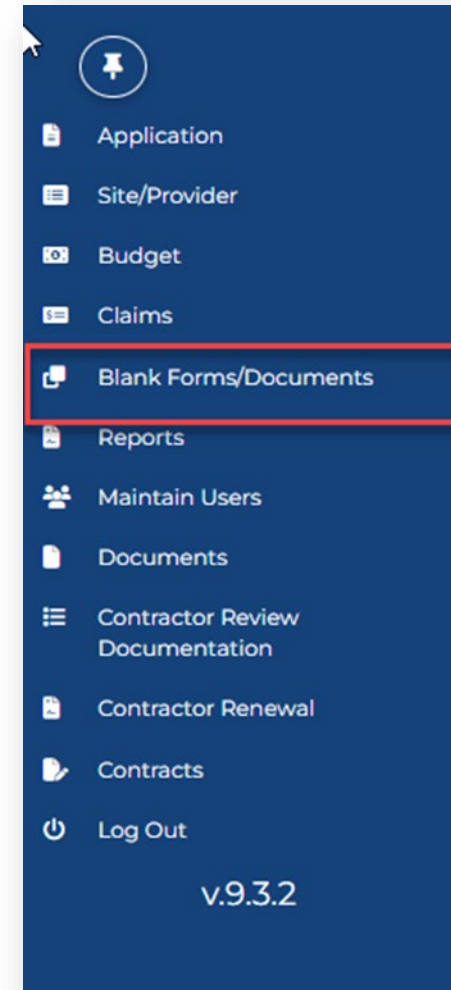 Application
Site/Provider
Budget
Claims
Blank Forms/Documents
Reports
Maintain Users
Documents
Contractor Review
Documentation
Contractor Renewal
Contracts
Log Out
v.9.3.2